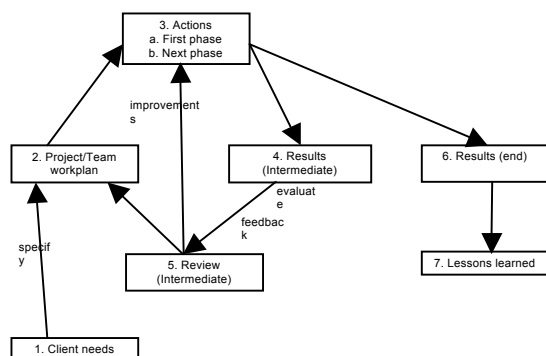 3. Actions
a. First phase
b. Next phase
improvement
s
2. Project/Team
workplan
4. Results
(Intermediate)
6. Results (end)
evaluat
e
feedbac
k
specif
y
5. Review
(Intermediate)
7. Lessons learned
1. Client needs